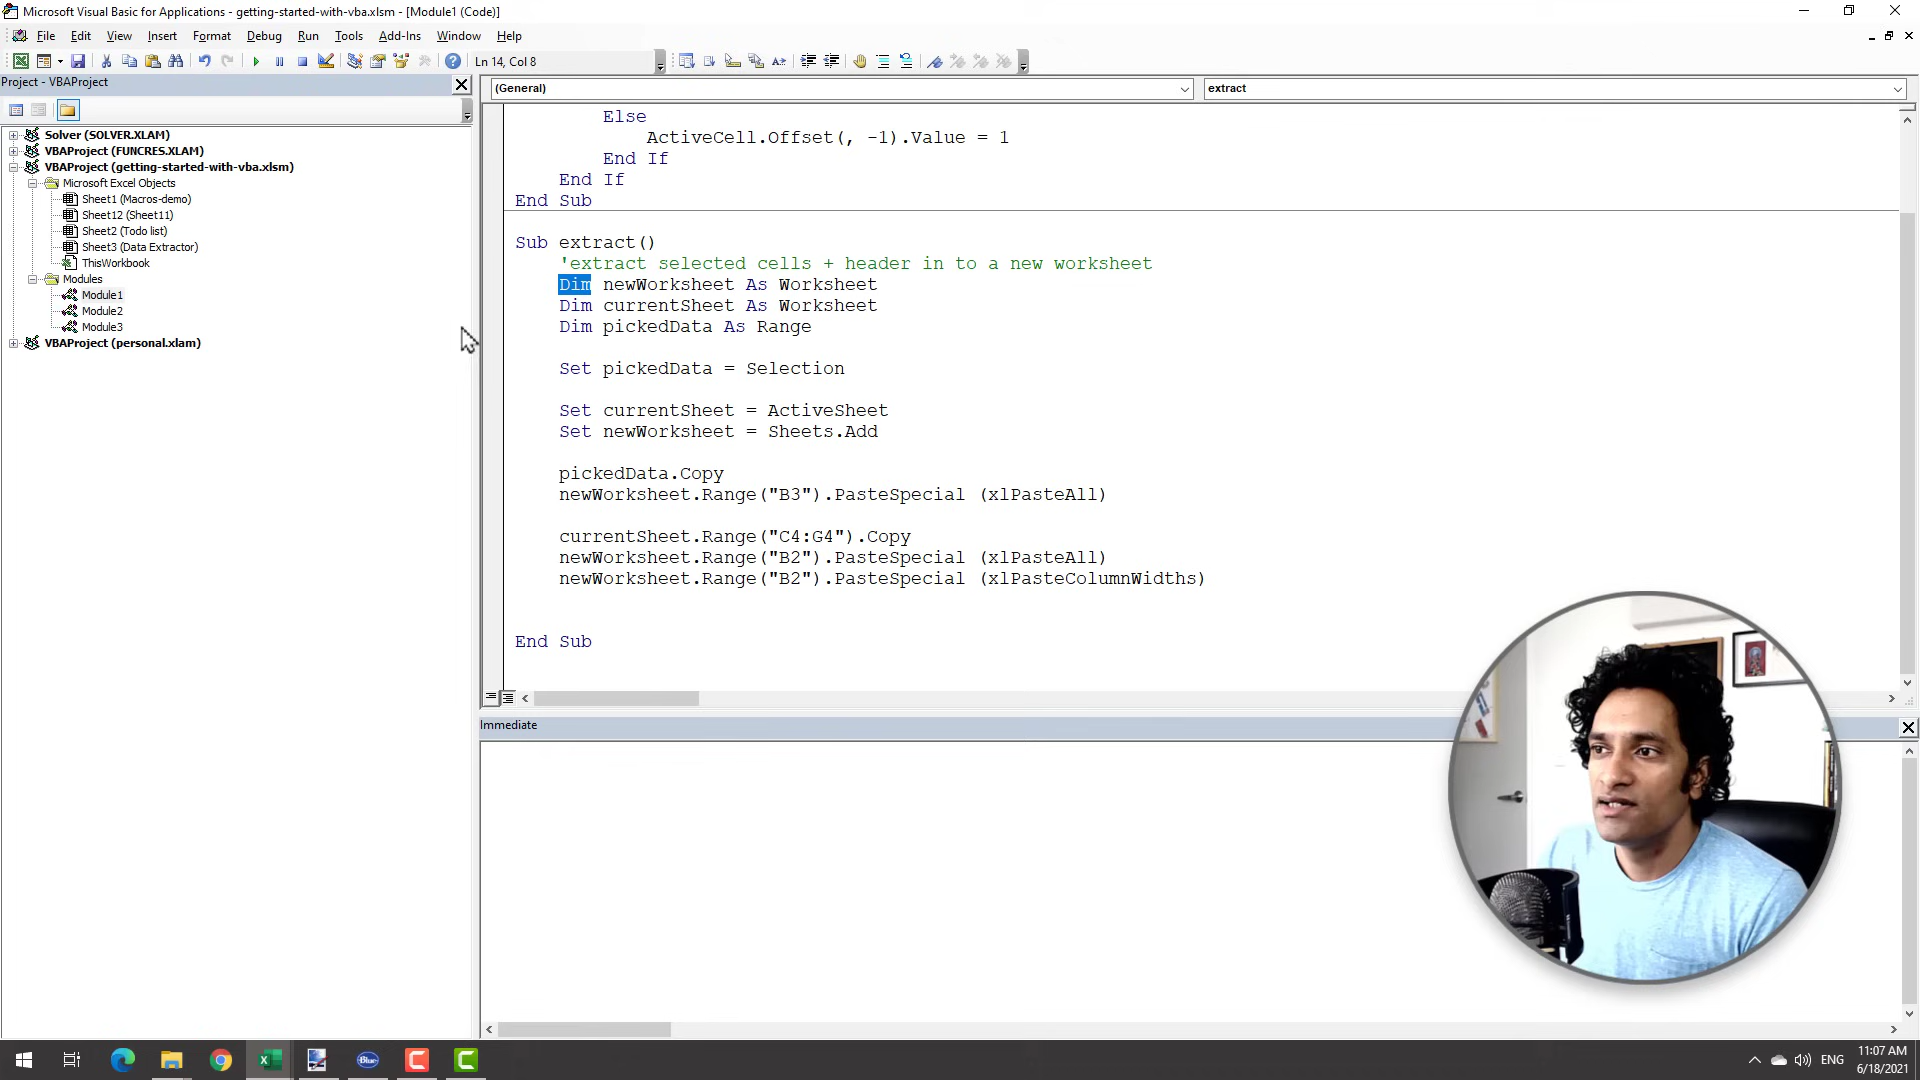 Microsoft Visual Basic for Applications - getting-started-with-vba.xlsm - [Module1 (Code)]
File Edit View Insert Format Debug Run Tools Add-Ins Window Help
Ln 14, Col 8
Project - VBAProject
(General)
extract
Solver (SOLVER.XLAM)
VBAProject (FUNCRES.XLAM)
VBAProject (getting-started-with-vba.xlsm)
Microsoft Excel Objects
Sheet1 (Macros-demo)
Sheet12 (Sheet11)
Sheet2 (Todo list)
Sheet3 (Data Extractor)
ThisWorkbook
Modules
Module1
Module2
Module3
VBAProject (personal.xlam)
Else
ActiveCell.Offset(, -1).Value = 1
End If
End If
End Sub
Sub extract()
'extract selected cells + header in to a new worksheet
Dim newWorksheet As Worksheet
Dim currentSheet As Worksheet
Dim pickedData As Range
Set pickedData = Selection
Set currentSheet = ActiveSheet
Set newWorksheet = Sheets.Add
pickedData.Copy
newWorksheet.Range("B3").PasteSpecial (xlPasteAll)
currentSheet.Range("C4:G4").Copy
newWorksheet.Range("B2").PasteSpecial (xlPasteAll)
newWorksheet.Range("B2").PasteSpecial (xlPasteColumnWidths)
End Sub
Immediate
Blue
ENG
11:07 AM
6/18/2021